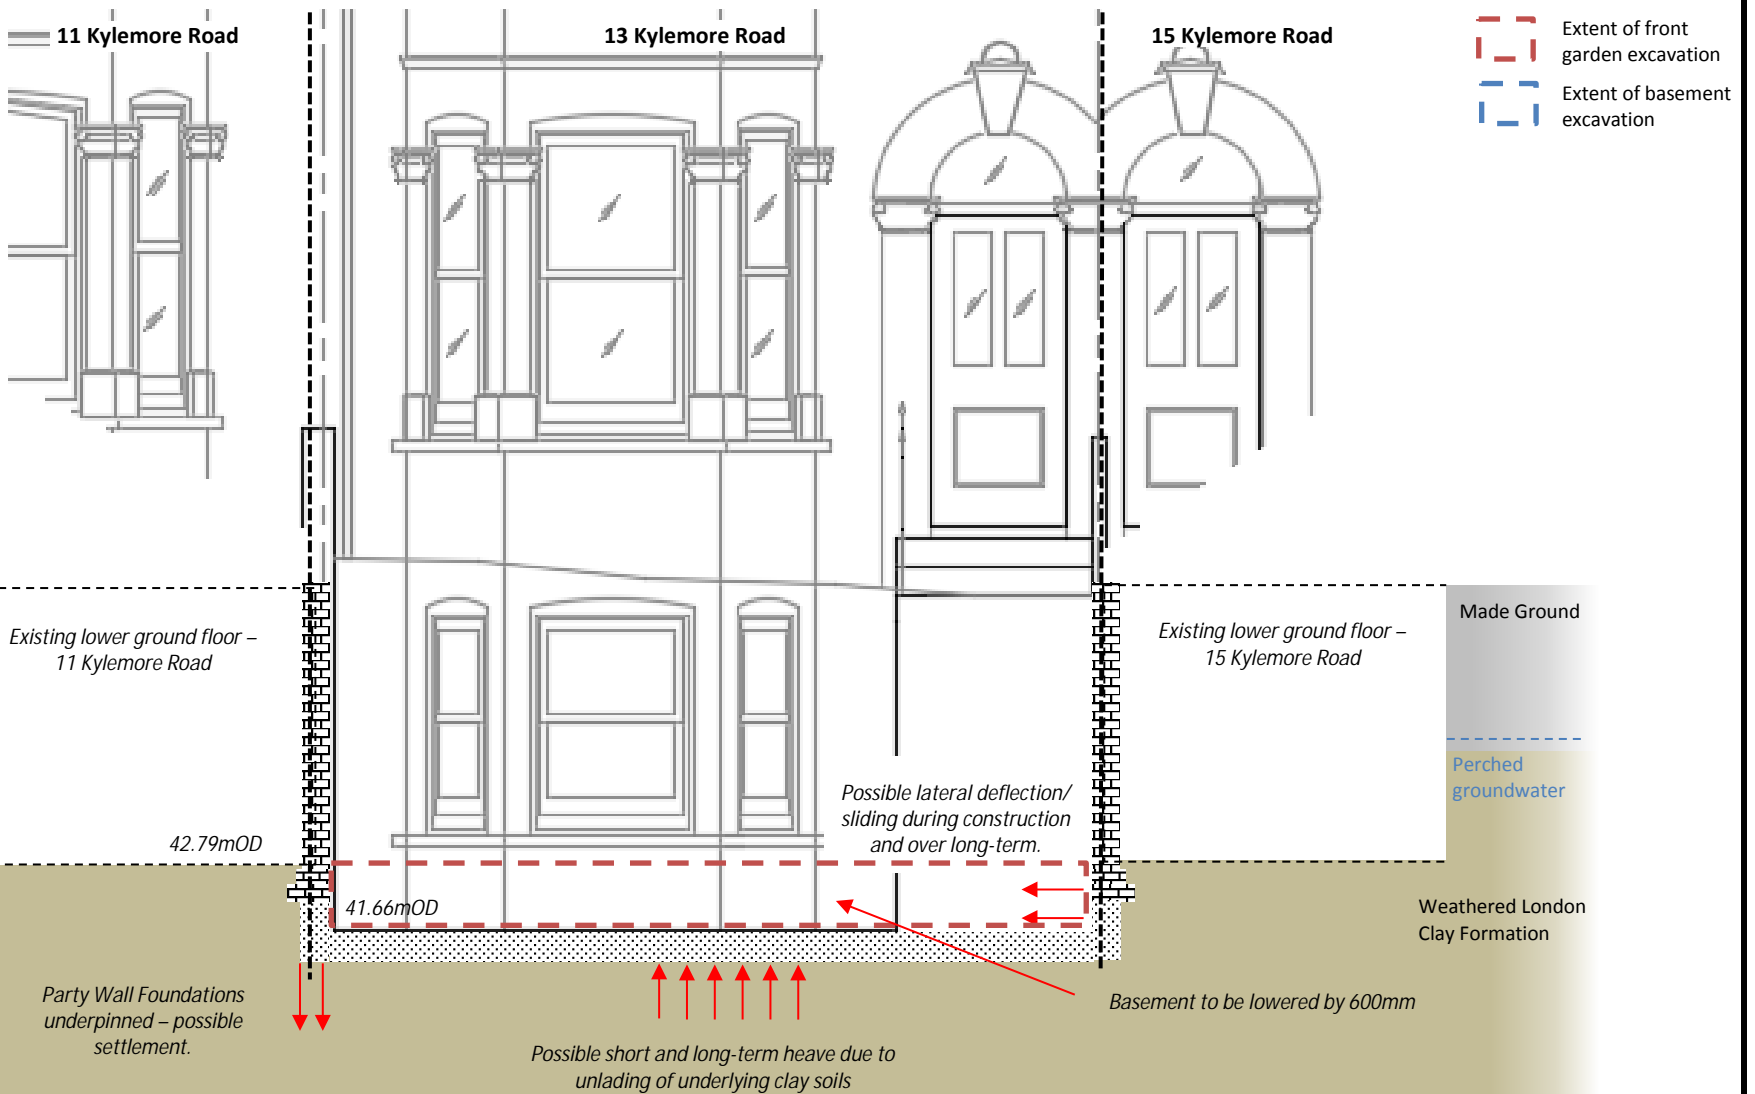 11 Kylemore Road
13 Kylemore Road
15 Kylemore Road
Extent of front
garden excavation
Extent of basement
excavation
Existing lower ground floor –
11 Kylemore Road
Existing lower ground floor –
15 Kylemore Road
Made Ground
Perched
groundwater
Possible lateral deflection/
sliding during construction
and over long-term.
42.79mOD
41.66mOD
Weathered London
Clay Formation
Party Wall Foundations
underpinned – possible
settlement.
Basement to be lowered by 600mm
Possible short and long-term heave due to
unlading of underlying clay soils